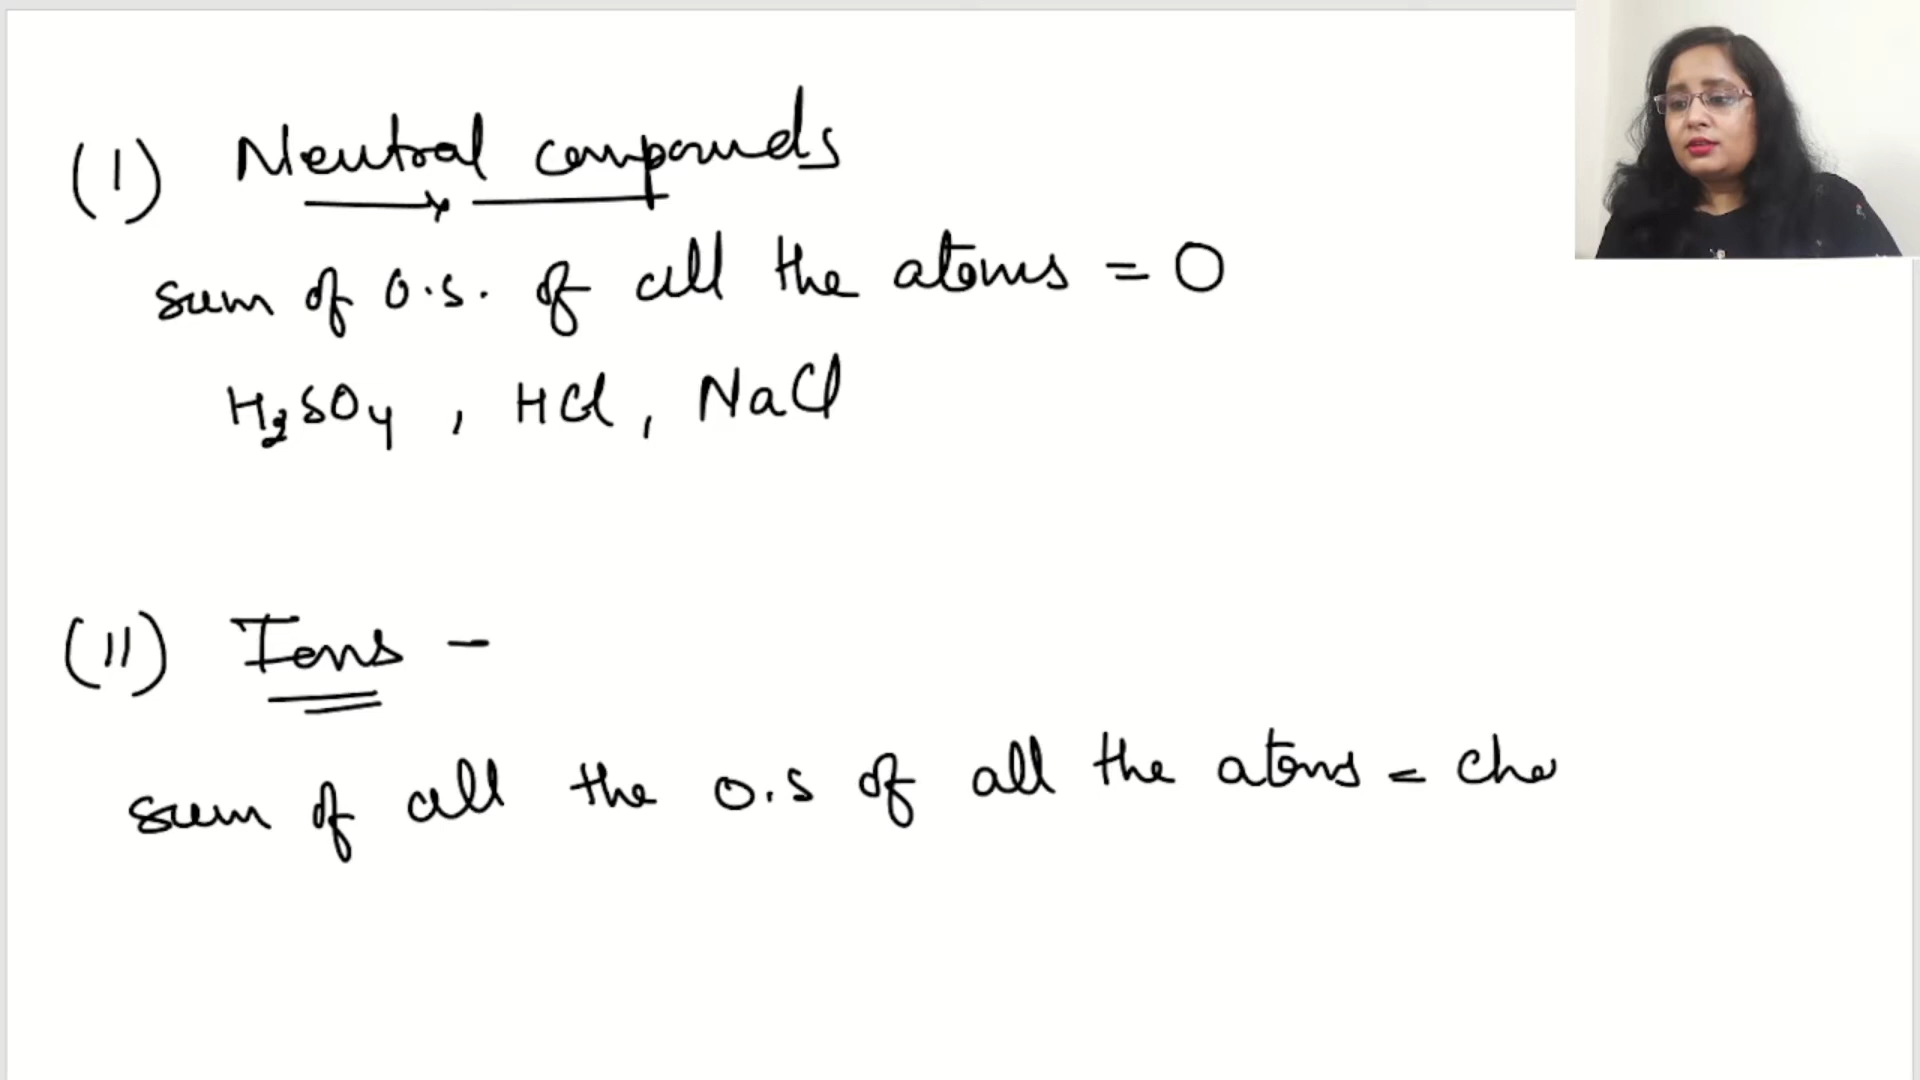 (I) Neutral compounds
sum of o.s. of all the atoms = 0
H2SO4 , HCl , NaCl
(II) Ions -
sum of all the o.s of all the atoms = cha